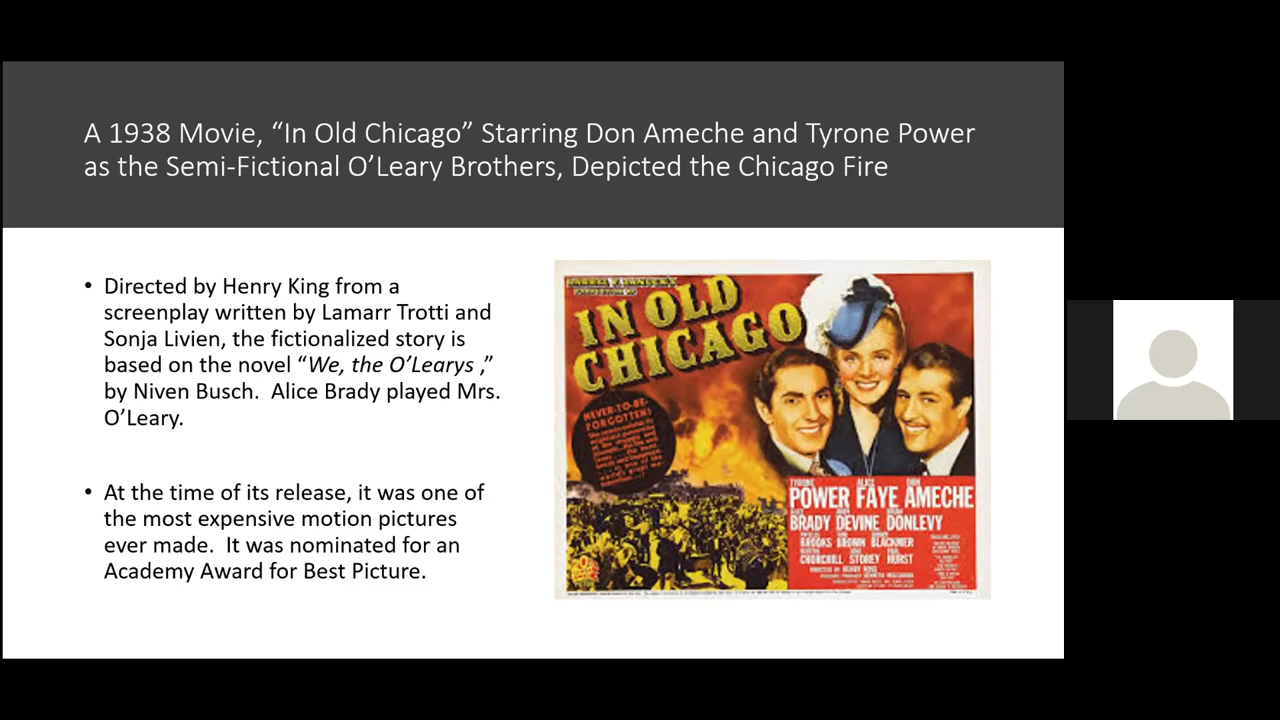 A 1938 Movie, “In Old Chicago” Starring Don Ameche and Tyrone Power
as the Semi-Fictional O’Leary Brothers, Depicted the Chicago Fire
• Directed by Henry King from a
screenplay written by Lamarr Trotti and
Sonja Livien, the fictionalized story is
based on the novel “We, the O’Learys ,”
by Niven Busch.  Alice Brady played Mrs.
O’Leary.
• At the time of its release, it was one of
the most expensive motion pictures
ever made.  It was nominated for an
Academy Award for Best Picture.
IN OLD
CHICAGO
NEVER-TO-BE-
FORGOTTEN!
TYRONE ALICE DON
POWER FAYE AMECHE
BRADY DEVINE DONLEVY
BROOKS BROWN BLACKMER
CHURCHILL STOREY HURST